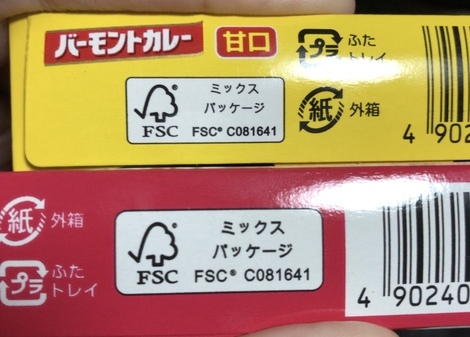 バーモントカレー 甘口
プラ ふた
トレイ
ミックス
パッケージ
FSC FSC® C081641
紙 外箱
4 902
紙 外箱
プラ ふた
トレイ
ミックス
パッケージ
FSC FSC® C081641
4 90240